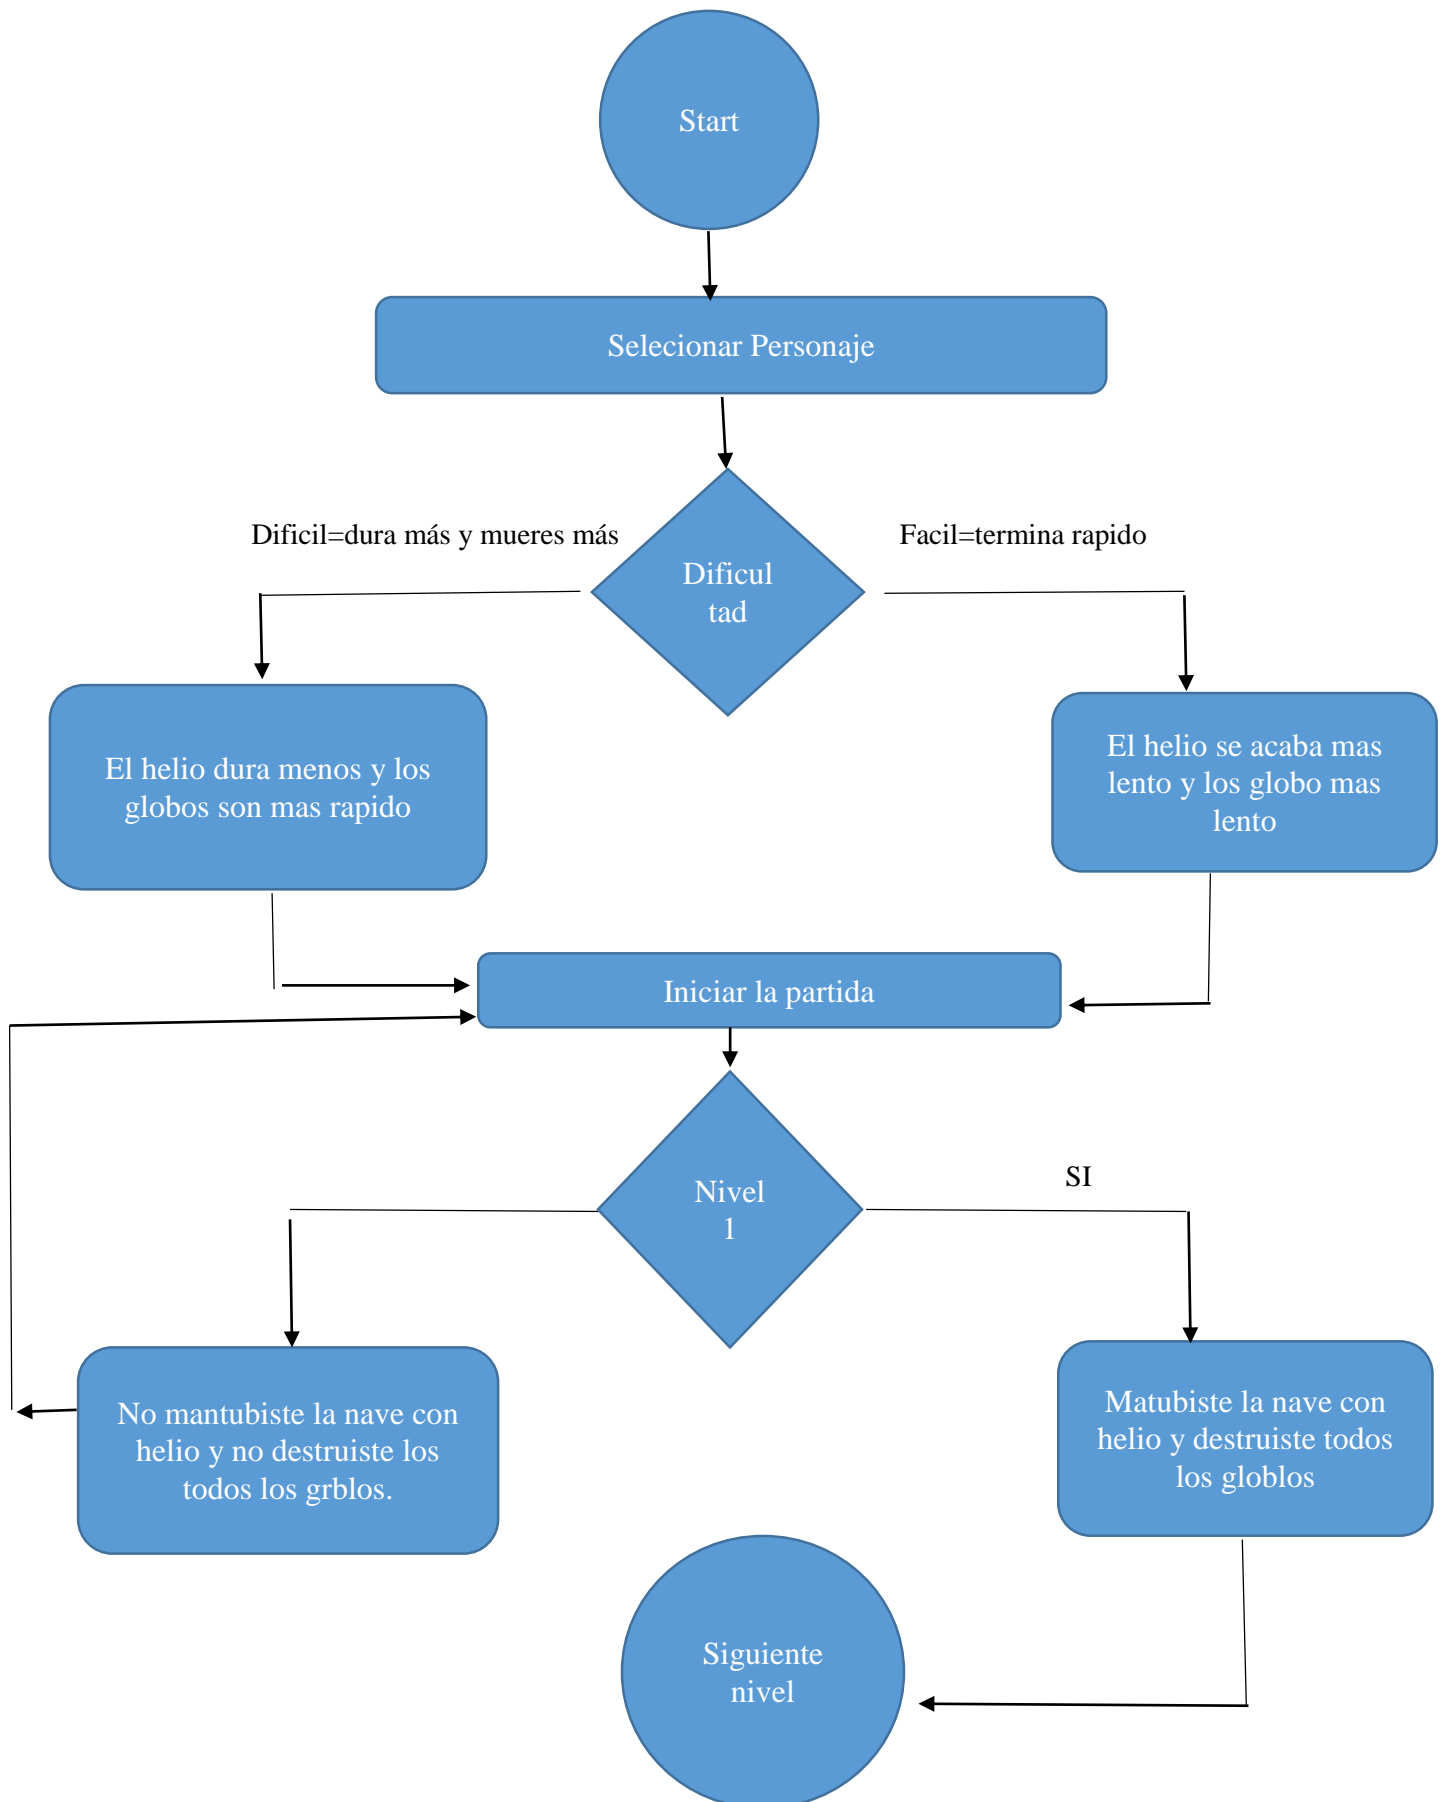 Start
Selecionar Personaje
Dificil=dura más y mueres más
Facil=termina rapido
Dificul
tad
El helio dura menos y los
globos son mas rapido
El helio se acaba mas
lento y los globo mas
lento
Iniciar la partida
SI
Nivel
1
No mantubiste la nave con
helio y no destruiste los
todos los grblos.
Matubiste la nave con
helio y destruiste todos
los globlos
Siguiente
nivel